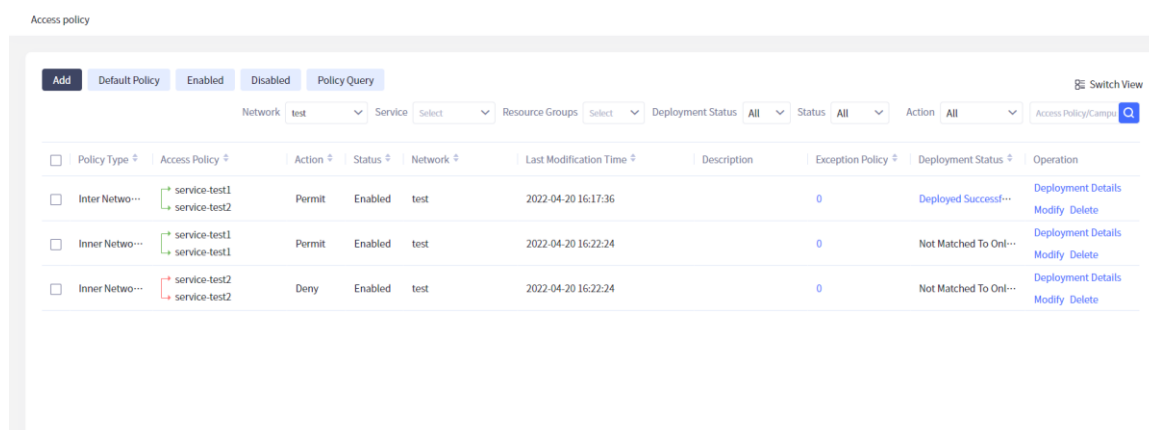 Access policy
Add Default Policy Enabled Disabled Policy Query
Switch View
Network test Service Select Resource Groups Select Deployment Status All Status All Action All Access Policy/Campu
Policy Type Access Policy Action Status Network Last Modification Time Description Exception Policy Deployment Status Operation
Inter Netwo··· service-test1 service-test2 Permit Enabled test 2022-04-20 16:17:36 0 Deployed Successf··· Deployment Details
Modify Delete
Inner Netwo··· service-test1 service-test1 Permit Enabled test 2022-04-20 16:22:24 0 Not Matched To Onl··· Deployment Details
Modify Delete
Inner Netwo··· service-test2 service-test2 Deny Enabled test 2022-04-20 16:22:24 0 Not Matched To Onl··· Deployment Details
Modify Delete